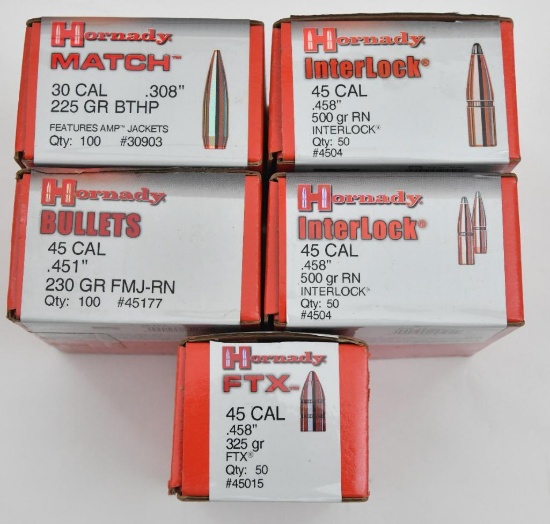 Hornady
MATCH™
30 CAL .308"
225 GR BTHP
FEATURES AMP™ JACKETS
Qty: 100 #30903
Hornady
InterLock®
45 CAL
.458"
500 gr RN
INTERLOCK®
Qty: 50
#4504
Hornady
BULLETS
45 CAL
.451"
230 GR FMJ-RN
Qty: 100 #45177
Hornady
InterLock®
45 CAL
.458"
500 gr RN
INTERLOCK®
Qty: 50
#4504
Hornady
FTX™
45 CAL
.458"
325 gr
FTX®
Qty: 50
#45015